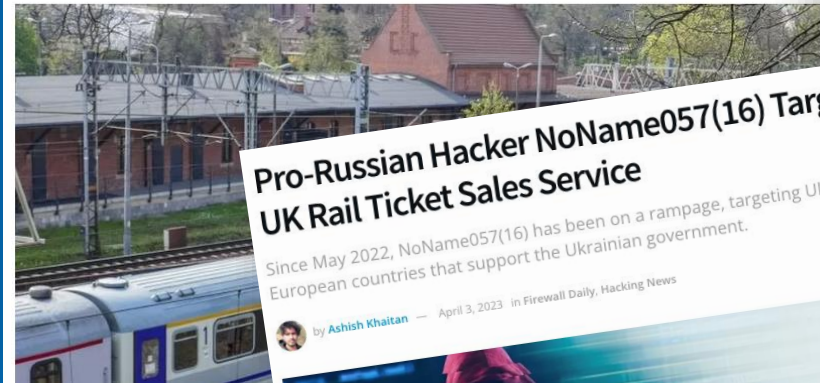 Pro-Russian Hacker NoName057(16)
UK Rail Ticket Sales Service
Since May 2022, NoName057(16) has been on a rampage, targeting
European countries that support the Ukrainian government.
by Ashish Khaitan — April 3, 2023 in Firewall Daily, Hacking News
1